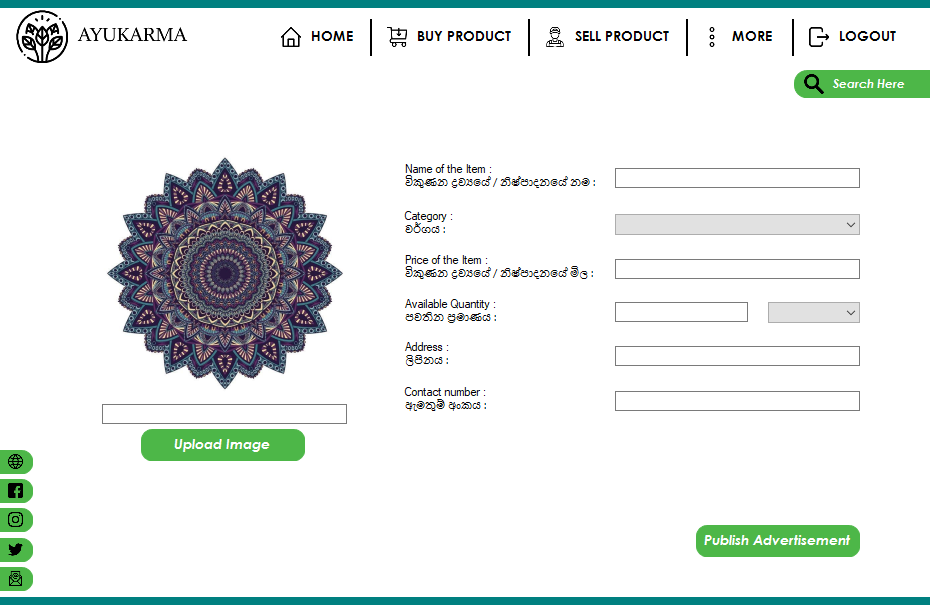 AYUKARMA
HOME
BUY PRODUCT
SELL PRODUCT
MORE
LOGOUT
Search Here
Name of the Item :
විකුණන ද්‍රව්‍යයේ / නිෂ්පාදනයේ නම :
Category :
වර්ගය :
Price of the Item :
විකුණන ද්‍රව්‍යයේ / නිෂ්පාදනයේ මිල :
Available Quantity :
පවතින ප්‍රමාණය :
Address :
ලිපිනය :
Contact number :
ඇමතුම් අංකය :
Upload Image
Publish Advertisement